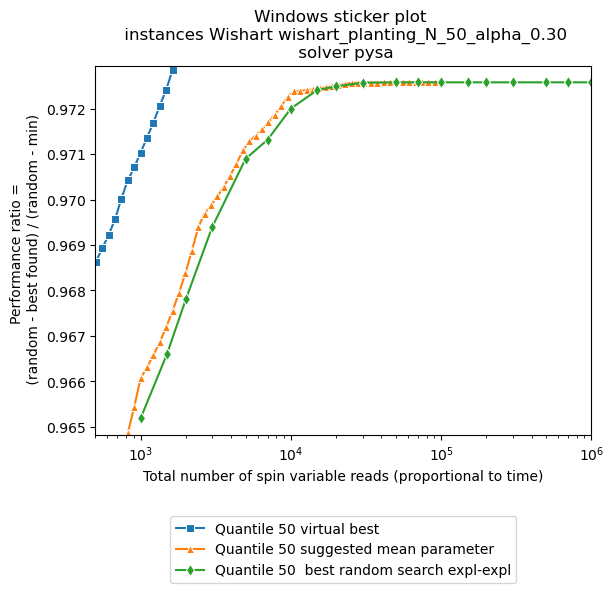 Windows sticker plot
instances Wishart wishart_planting_N_50_alpha_0.30
solver pysa
Performance ratio =
(random - best found) / (random - min)
0.972
0.971
0.970
0.969
0.968
0.967
0.966
0.965
10³ 10⁴ 10⁵ 10⁶
Total number of spin variable reads (proportional to time)
Quantile 50 virtual best
Quantile 50 suggested mean parameter
Quantile 50 best random search expl-expl